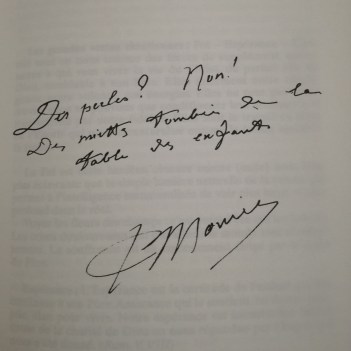 Des perles? Non!
Des miettes tombées de la
table des enfants